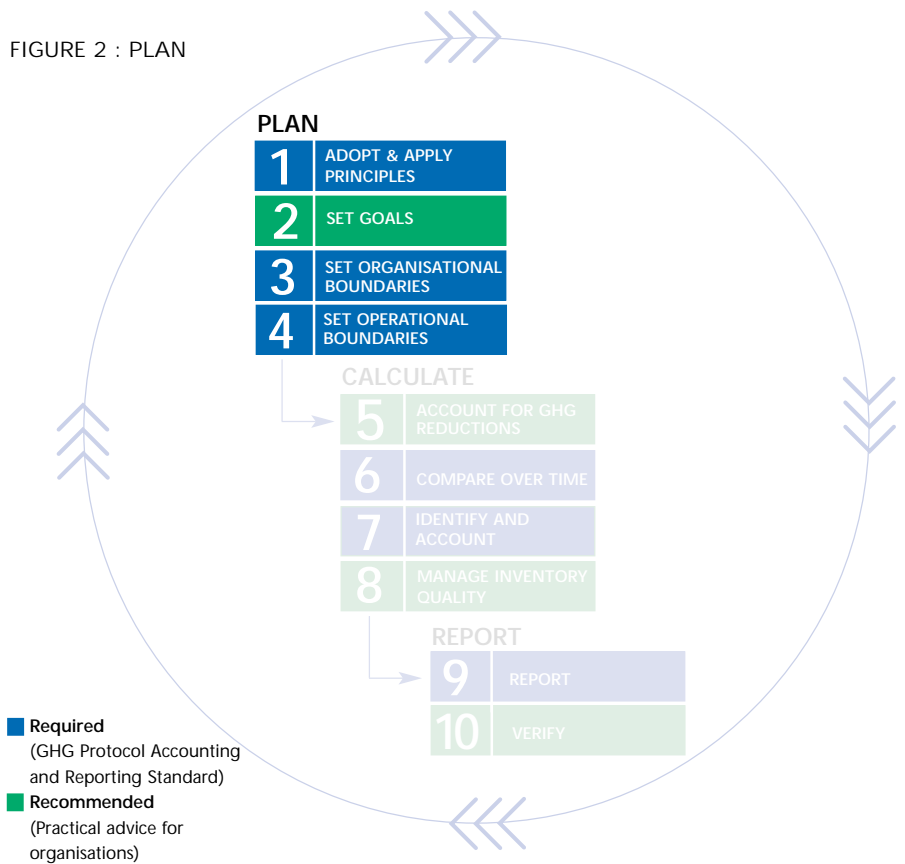 FIGURE 2 : PLAN
PLAN
1
ADOPT & APPLY
PRINCIPLES
2
SET GOALS
3
SET ORGANISATIONAL
BOUNDARIES
4
SET OPERATIONAL
BOUNDARIES
CALCULATE
5
ACCOUNT FOR GHG
REDUCTIONS
6
COMPARE OVER TIME
7
IDENTIFY AND
ACCOUNT
8
MANAGE INVENTORY
QUALITY
REPORT
9
REPORT
10
VERIFY
Required
(GHG Protocol Accounting
and Reporting Standard)
Recommended
(Practical advice for
organisations)